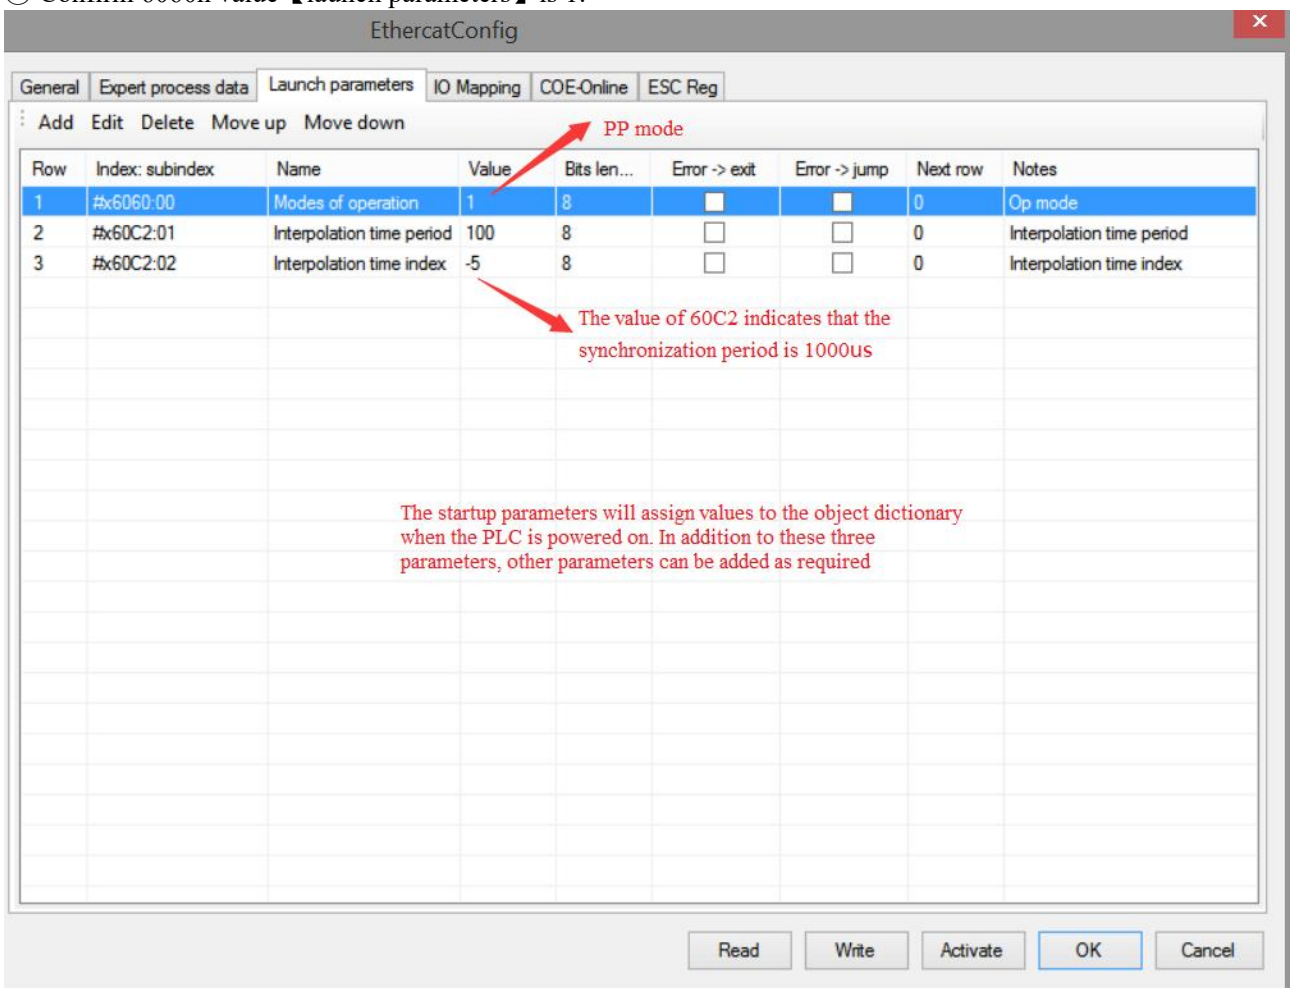 EthercatConfig
General Expert process data Launch parameters IO Mapping COE-Online ESC Reg
Add Edit Delete Move up Move down
PP mode
Row Index: subindex Name Value Bits len... Error -> exit Error -> jump Next row Notes
1 #x6060:00 Modes of operation 1 8 0 Op mode
2 #x60C2:01 Interpolation time period 100 8 0 Interpolation time period
3 #x60C2:02 Interpolation time index -5 8 0 Interpolation time index
The value of 60C2 indicates that the
synchronization period is 1000us
The startup parameters will assign values to the object dictionary
when the PLC is powered on. In addition to these three
parameters, other parameters can be added as required
Read Write Activate OK Cancel